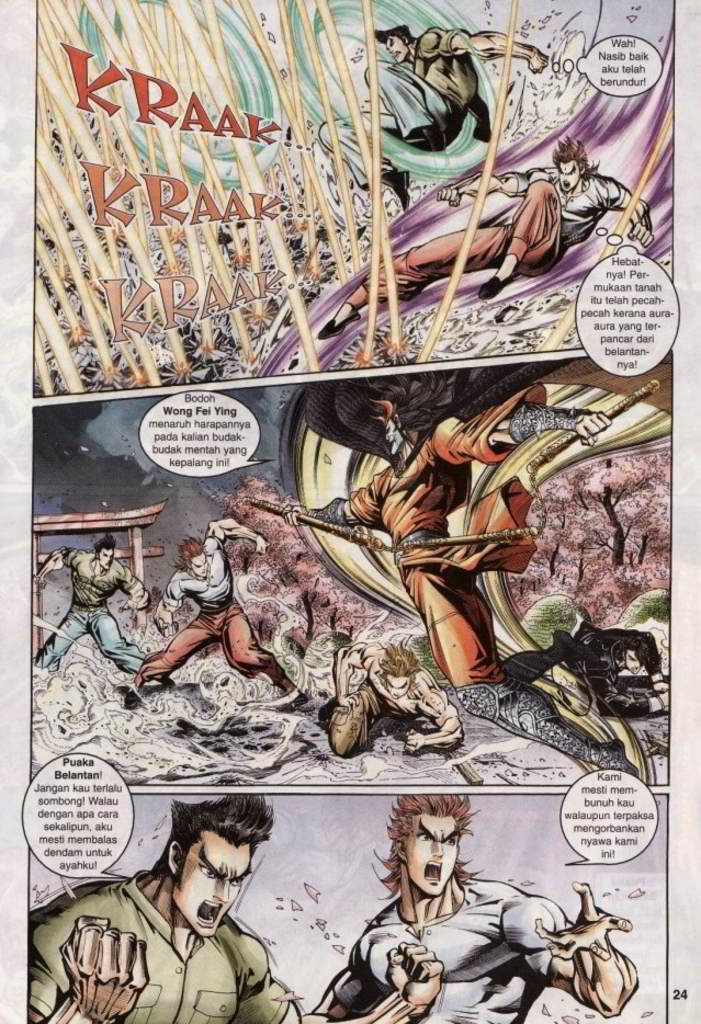 Wah!
Nasib baik
aku telah
berundur!
KRAAK...
KRAAK...
KRAAK...
Hebat-
nya! Per-
mukaan tanah
itu telah pecah-
pecah kerana aura-
aura yang ter-
pancar dari
belantan-
nya!
Bodoh
Wong Fei Ying
menaruh harapannya
pada kalian budak-
budak mentah yang
kepalang ini!
Puaka
Belantan!
Jangan kau terlalu
sombong! Walau
dengan apa cara
sekalipun, aku
mesti membalas
dendam untuk
ayahku!
Kami
mesti mem-
bunuh kau
walaupun terpaksa
mengorbankan
nyawa kami
ini!
24